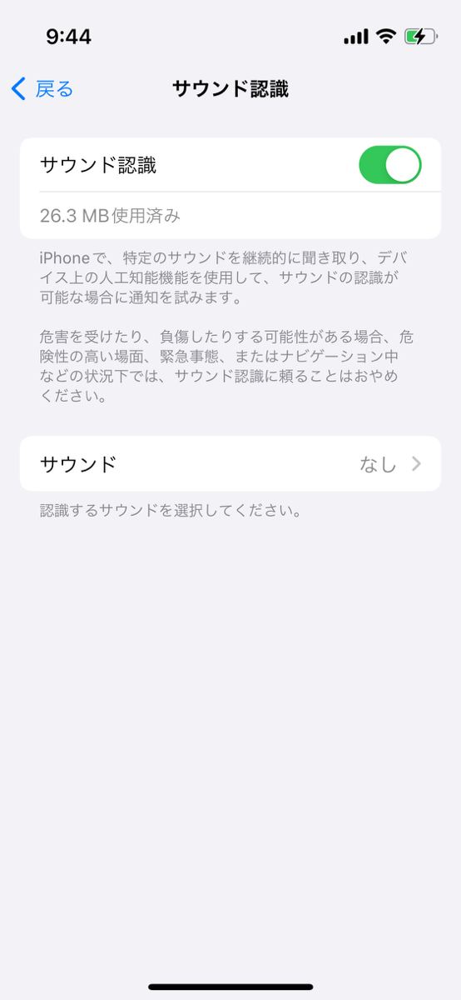 9:44
戻る
サウンド認識
サウンド認識
26.3 MB使用済み
iPhoneで、特定のサウンドを継続的に聞き取り、デバ
イス上の人工知能機能を使用して、サウンドの認識が
可能な場合に通知を試みます。
危害を受けたり、負傷したりする可能性がある場合、危
険性の高い場面、緊急事態、またはナビゲーション中
などの状況下では、サウンド認識に頼ることはおやめ
ください。
サウンド なし
認識するサウンドを選択してください。